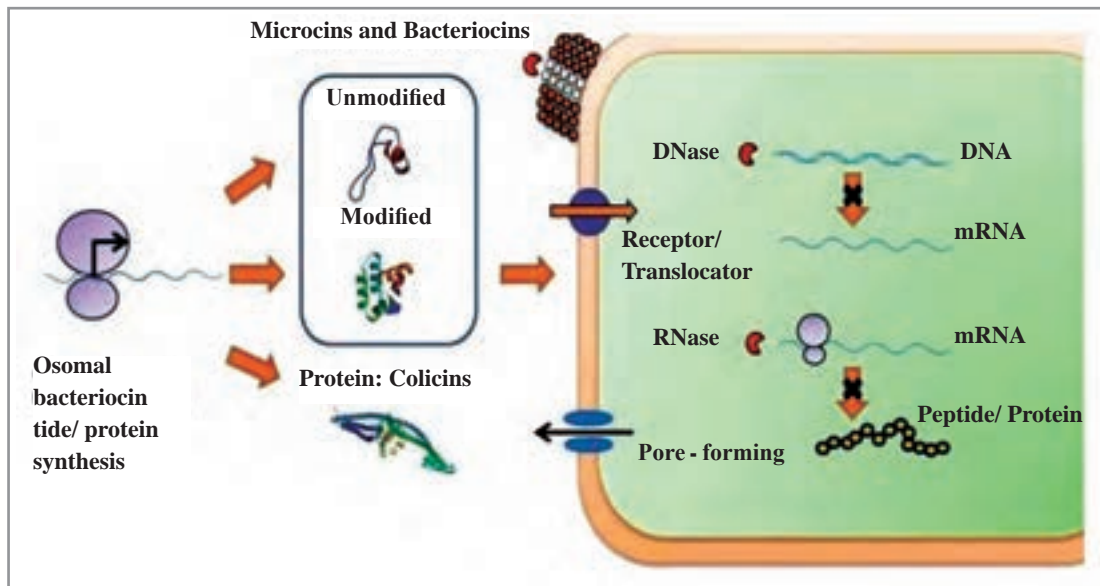 Microcins and Bacteriocins
Unmodified
Modified
Osomal
bacteriocin
tide/ protein
synthesis
Protein: Colicins
DNase
DNA
Receptor/
Translocator
mRNA
RNase
mRNA
Peptide/ Protein
Pore - forming